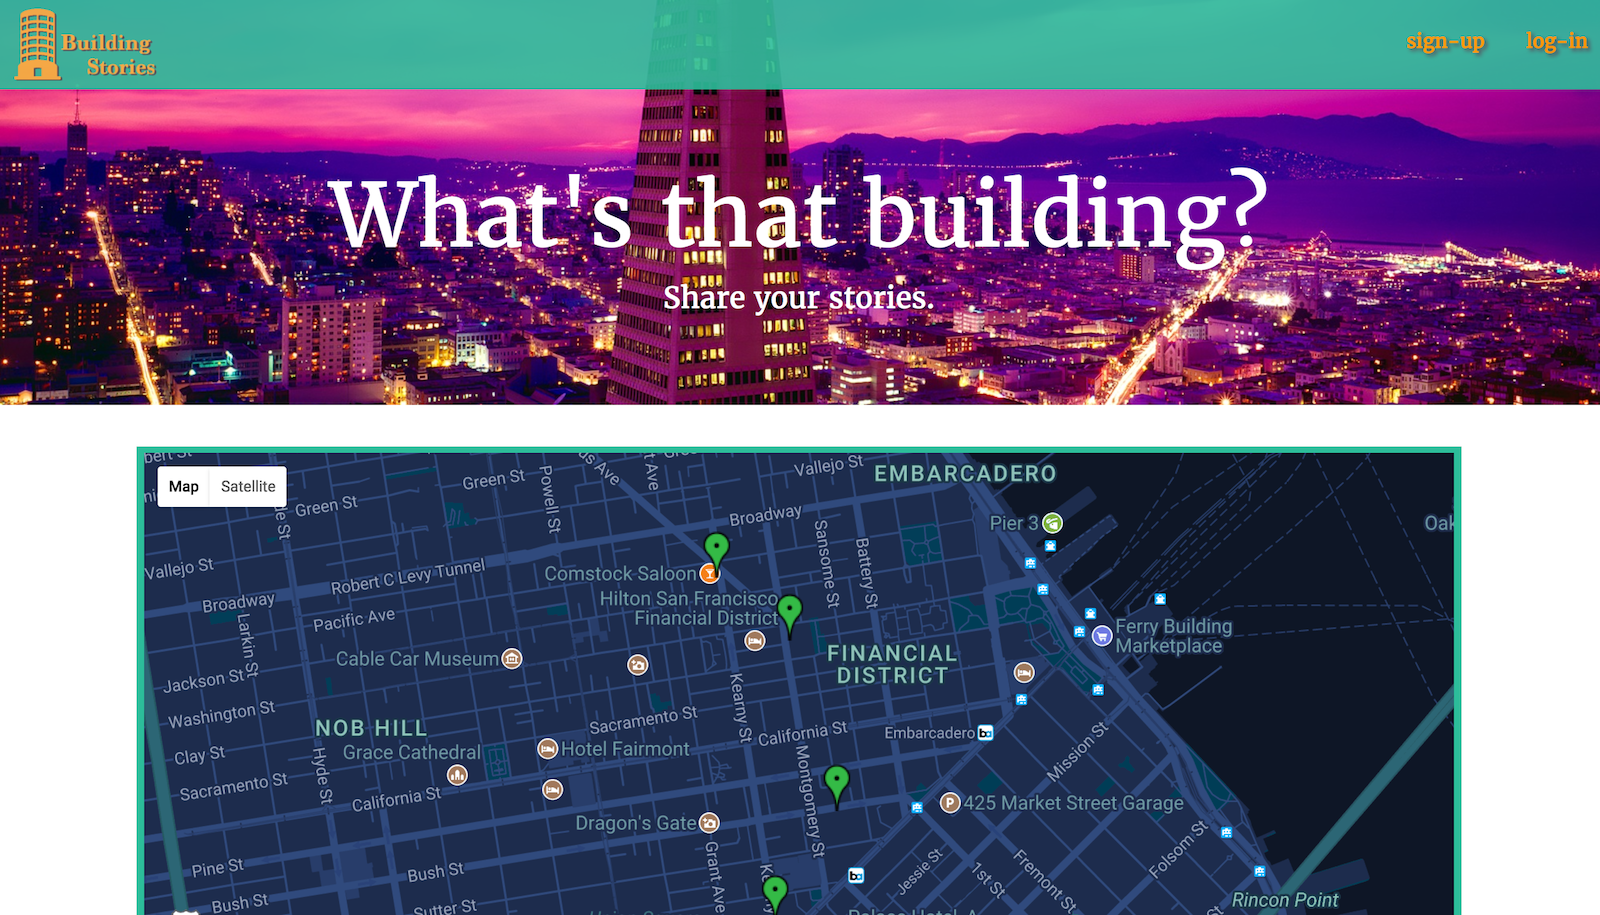 Building
Stories
sign-up
log-in
What's that building?
Share your stories.
Map
Satellite
Green St
Green St
Powell St
Vallejo St
EMBARCADERO
Broadway
Sansome St
Battery St
Pier 3
Vallejo St
Robert C Levy Tunnel
Comstock Saloon
Broadway
Pacific Ave
Larkin St
Hilton San Francisco
Financial District
Ferry Building
Marketplace
Cable Car Museum
FINANCIAL
DISTRICT
Jackson St
Washington St
Kearny St
Sacramento St
California St
NOB HILL
Grace Cathedral
Hotel Fairmont
Embarcadero
Mission St
Clay St
Hyde St
Montgomery St
Sacramento St
California St
425 Market Street Garage
Dragon's Gate
Pine St
Bush St
Grant Ave
Jessie St
1st St
Fremont St
Folsom St
Bush St
Sutter St
Rincon Point